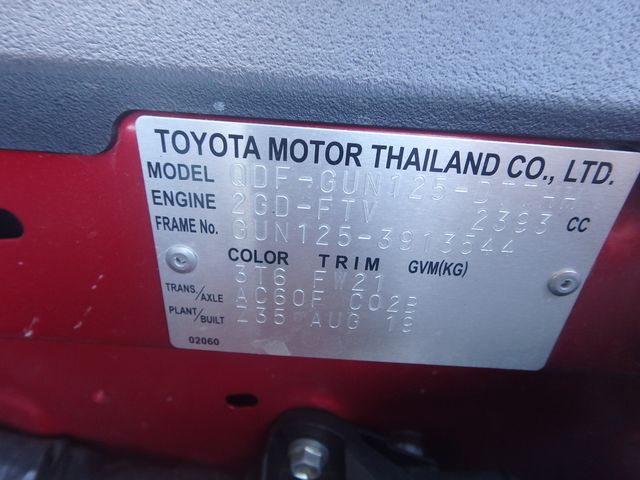 TOYOTA MOTOR THAILAND CO., LTD.
MODEL QDF-GUN125-
ENGINE 2GD-FTV 2393 CC
FRAME No. GUN125-3913544
COLOR TRIM GVM(KG)
3T6 FW21
TRANS./AXLE AC60F C02B
PLANT/BUILT Z35 AUG 19
02060